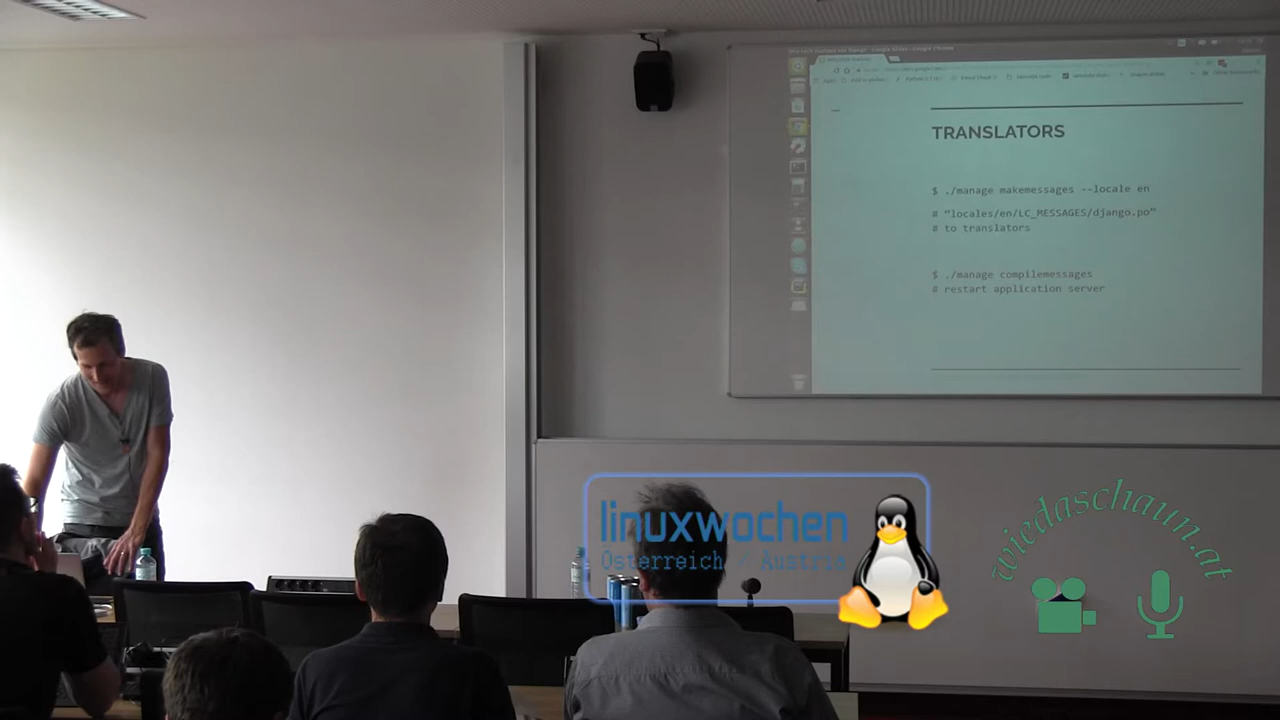 TRANSLATORS
$ ./manage makemessages --locale en
# “locales/en/LC_MESSAGES/django.po”
# to translators
$ ./manage compilemessages
# restart application server
linuxwochen
Österreich / Austria
wiedaschaun.at